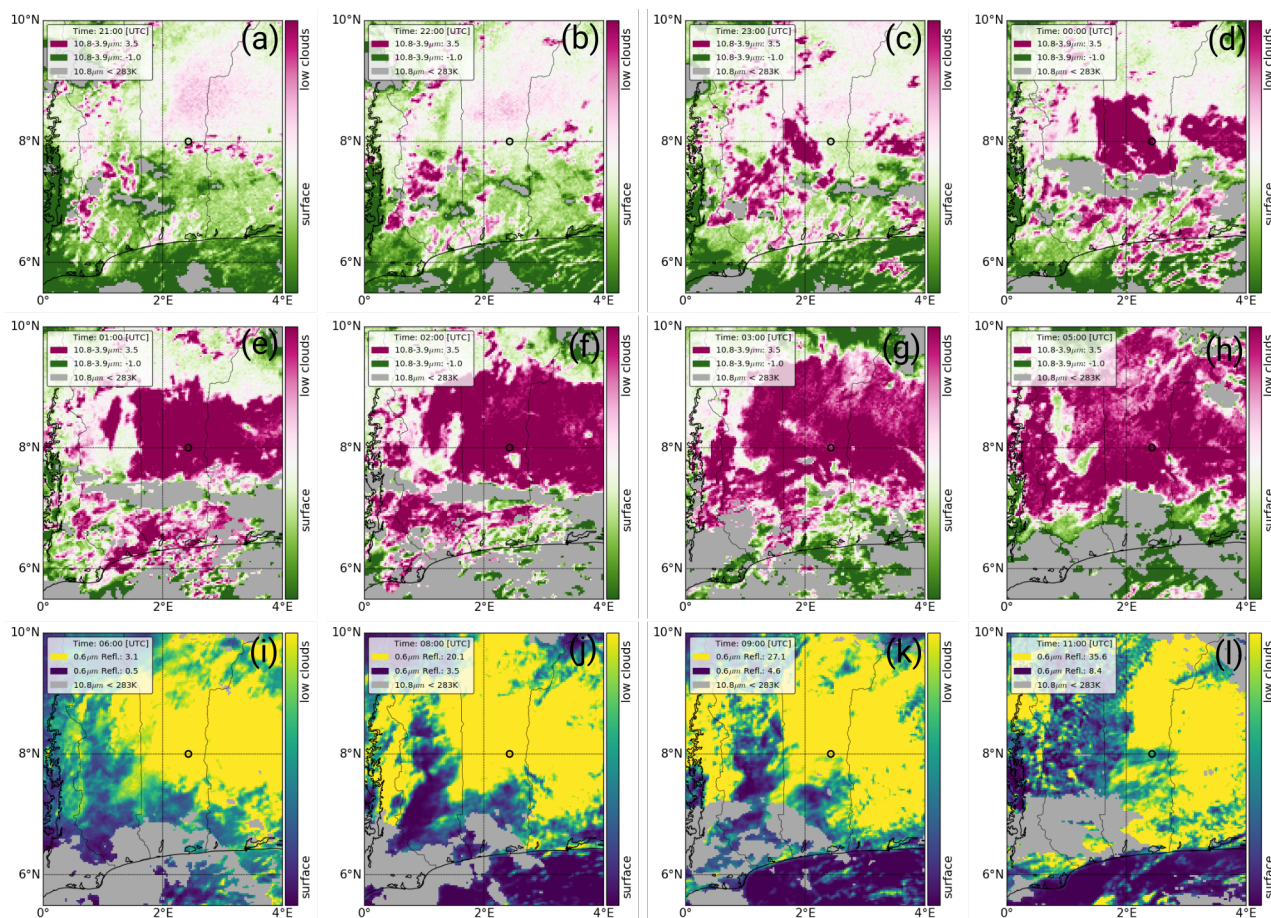 10°N
Time: 21:00 [UTC]
10.8-3.9μm: 3.5
10.8-3.9μm: -1.0
10.8μm < 283K
(a)
low clouds
8°N
surface
6°N
0°
2°E
4°E
10°N
Time: 22:00 [UTC]
10.8-3.9μm: 3.5
10.8-3.9μm: -1.0
10.8μm < 283K
(b)
low clouds
8°N
surface
6°N
0°
2°E
4°E
10°N
Time: 23:00 [UTC]
10.8-3.9μm: 3.5
10.8-3.9μm: -1.0
10.8μm < 283K
(c)
low clouds
8°N
surface
6°N
0°
2°E
4°E
10°N
Time: 00:00 [UTC]
10.8-3.9μm: 3.5
10.8-3.9μm: -1.0
10.8μm < 283K
(d)
low clouds
8°N
surface
6°N
0°
2°E
4°E
10°N
Time: 01:00 [UTC]
10.8-3.9μm: 3.5
10.8-3.9μm: -1.0
10.8μm < 283K
(e)
low clouds
8°N
surface
6°N
0°
2°E
4°E
10°N
Time: 02:00 [UTC]
10.8-3.9μm: 3.5
10.8-3.9μm: -1.0
10.8μm < 283K
(f)
low clouds
8°N
surface
6°N
0°
2°E
4°E
10°N
Time: 03:00 [UTC]
10.8-3.9μm: 3.5
10.8-3.9μm: -1.0
10.8μm < 283K
(g)
low clouds
8°N
surface
6°N
0°
2°E
4°E
10°N
Time: 05:00 [UTC]
10.8-3.9μm: 3.5
10.8-3.9μm: -1.0
10.8μm < 283K
(h)
low clouds
8°N
surface
6°N
0°
2°E
4°E
10°N
Time: 06:00 [UTC]
0.6μm Refl.: 3.1
0.6μm Refl.: 0.5
10.8μm < 283K
(i)
low clouds
8°N
surface
6°N
0°
2°E
4°E
10°N
Time: 08:00 [UTC]
0.6μm Refl.: 20.1
0.6μm Refl.: 3.5
10.8μm < 283K
(j)
low clouds
8°N
surface
6°N
0°
2°E
4°E
10°N
Time: 09:00 [UTC]
0.6μm Refl.: 27.1
0.6μm Refl.: 4.6
10.8μm < 283K
(k)
low clouds
8°N
surface
6°N
0°
2°E
4°E
10°N
Time: 11:00 [UTC]
0.6μm Refl.: 35.6
0.6μm Refl.: 8.4
10.8μm < 283K
(l)
low clouds
8°N
surface
6°N
0°
2°E
4°E